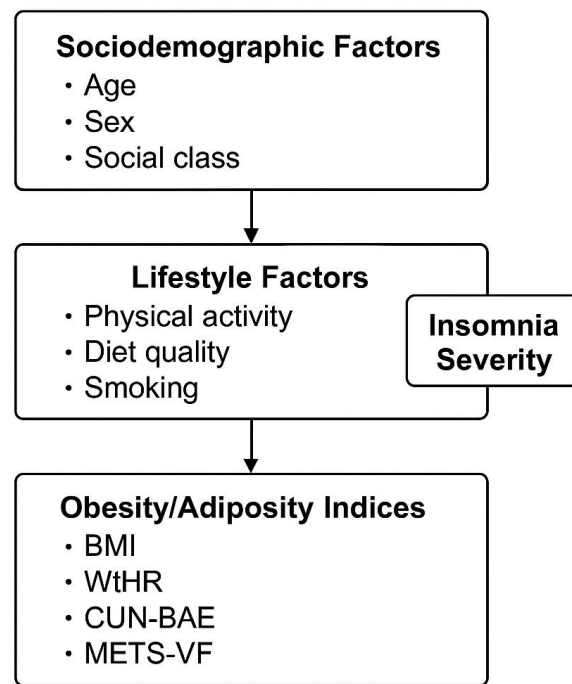 Sociodemographic Factors
· Age
· Sex
· Social class
Lifestyle Factors
· Physical activity
· Diet quality
· Smoking
Insomnia
Severity
Obesity/Adiposity Indices
· BMI
· WtHR
· CUN-BAE
· METS-VF